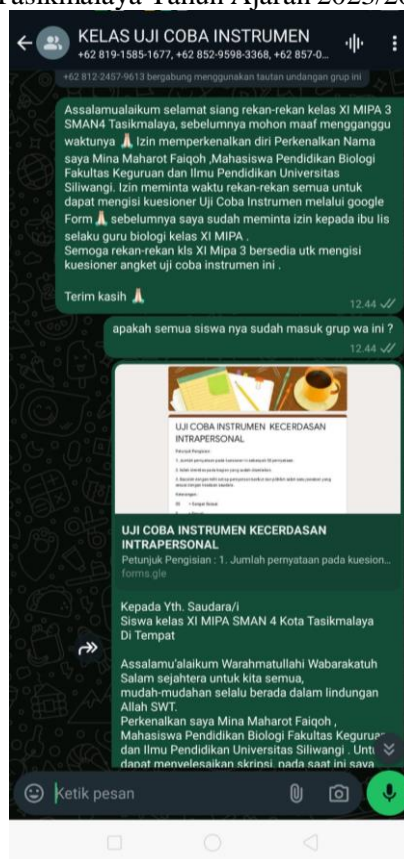 Tasikmalaya Tahun Ajaran 2023/20
KELAS UJI COBA INSTRUMEN
+62 819-1585-1677, +62 852-9598-3368, +62 857-0...
+62 812-2457-9613 bergabung menggunakan tautan undangan grup ini
Assalamualaikum selamat siang rekan-rekan kelas XI MIPA 3
SMAN4 Tasikmalaya, sebelumnya mohon maaf mengganggu
waktunya 🙏🏻 Izin memperkenalkan diri Perkenalkan Nama
saya Mina Maharot Faiqoh ,Mahasiswa Pendidikan Biologi
Fakultas Keguruan dan Ilmu Pendidikan Universitas
Siliwangi. Izin meminta waktu rekan-rekan semua untuk
dapat mengisi kuesioner Uji Coba Instrumen melalui google
Form 🙏🏻 sebelumnya saya sudah meminta izin kepada ibu lis
selaku guru biologi kelas XI MIPA .
Semoga rekan-rekan kls XI Mipa 3 bersedia utk mengisi
kuesioner angket uji coba instrumen ini .
Terim kasih 🙏🏻
12.44
apakah semua siswa nya sudah masuk grup wa ini ?
12.44
UJI COBA INSTRUMEN KECERDASAN
INTRAPERSONAL
Petunjuk Pengisian :
UJI COBA INSTRUMEN KECERDASAN
INTRAPERSONAL
Petunjuk Pengisian : 1. Jumlah pernyataan pada kuesion...
forms.gle
Kepada Yth. Saudara/i
Siswa kelas XI MIPA SMAN 4 Kota Tasikmalaya
Di Tempat
Assalamu'alaikum Warahmatullahi Wabarakatuh
Salam sejahtera untuk kita semua,
mudah-mudahan selalu berada dalam lindungan
Allah SWT.
Perkenalkan saya Mina Maharot Faiqoh ,
Mahasiswa Pendidikan Biologi Fakultas Keguruan
dan Ilmu Pendidikan Universitas Siliwangi . Untu
dapat menyelesaikan skripsi, pada saat ini saya
Ketik pesan